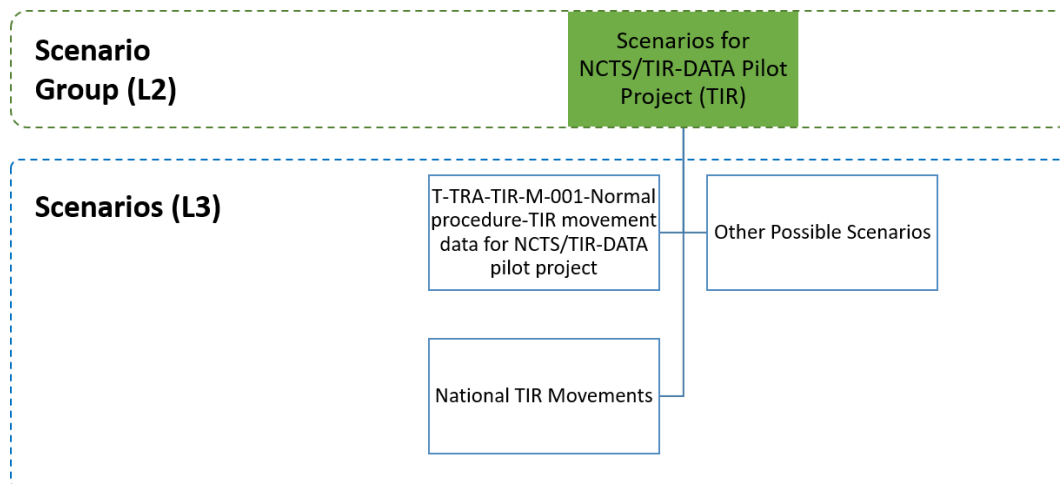 Scenario
Group (L2)
Scenarios for
NCTS/TIR-DATA Pilot
Project (TIR)
Scenarios (L3)
T-TRA-TIR-M-001-Normal
procedure-TIR movement
data for NCTS/TIR-DATA
pilot project
Other Possible Scenarios
National TIR Movements